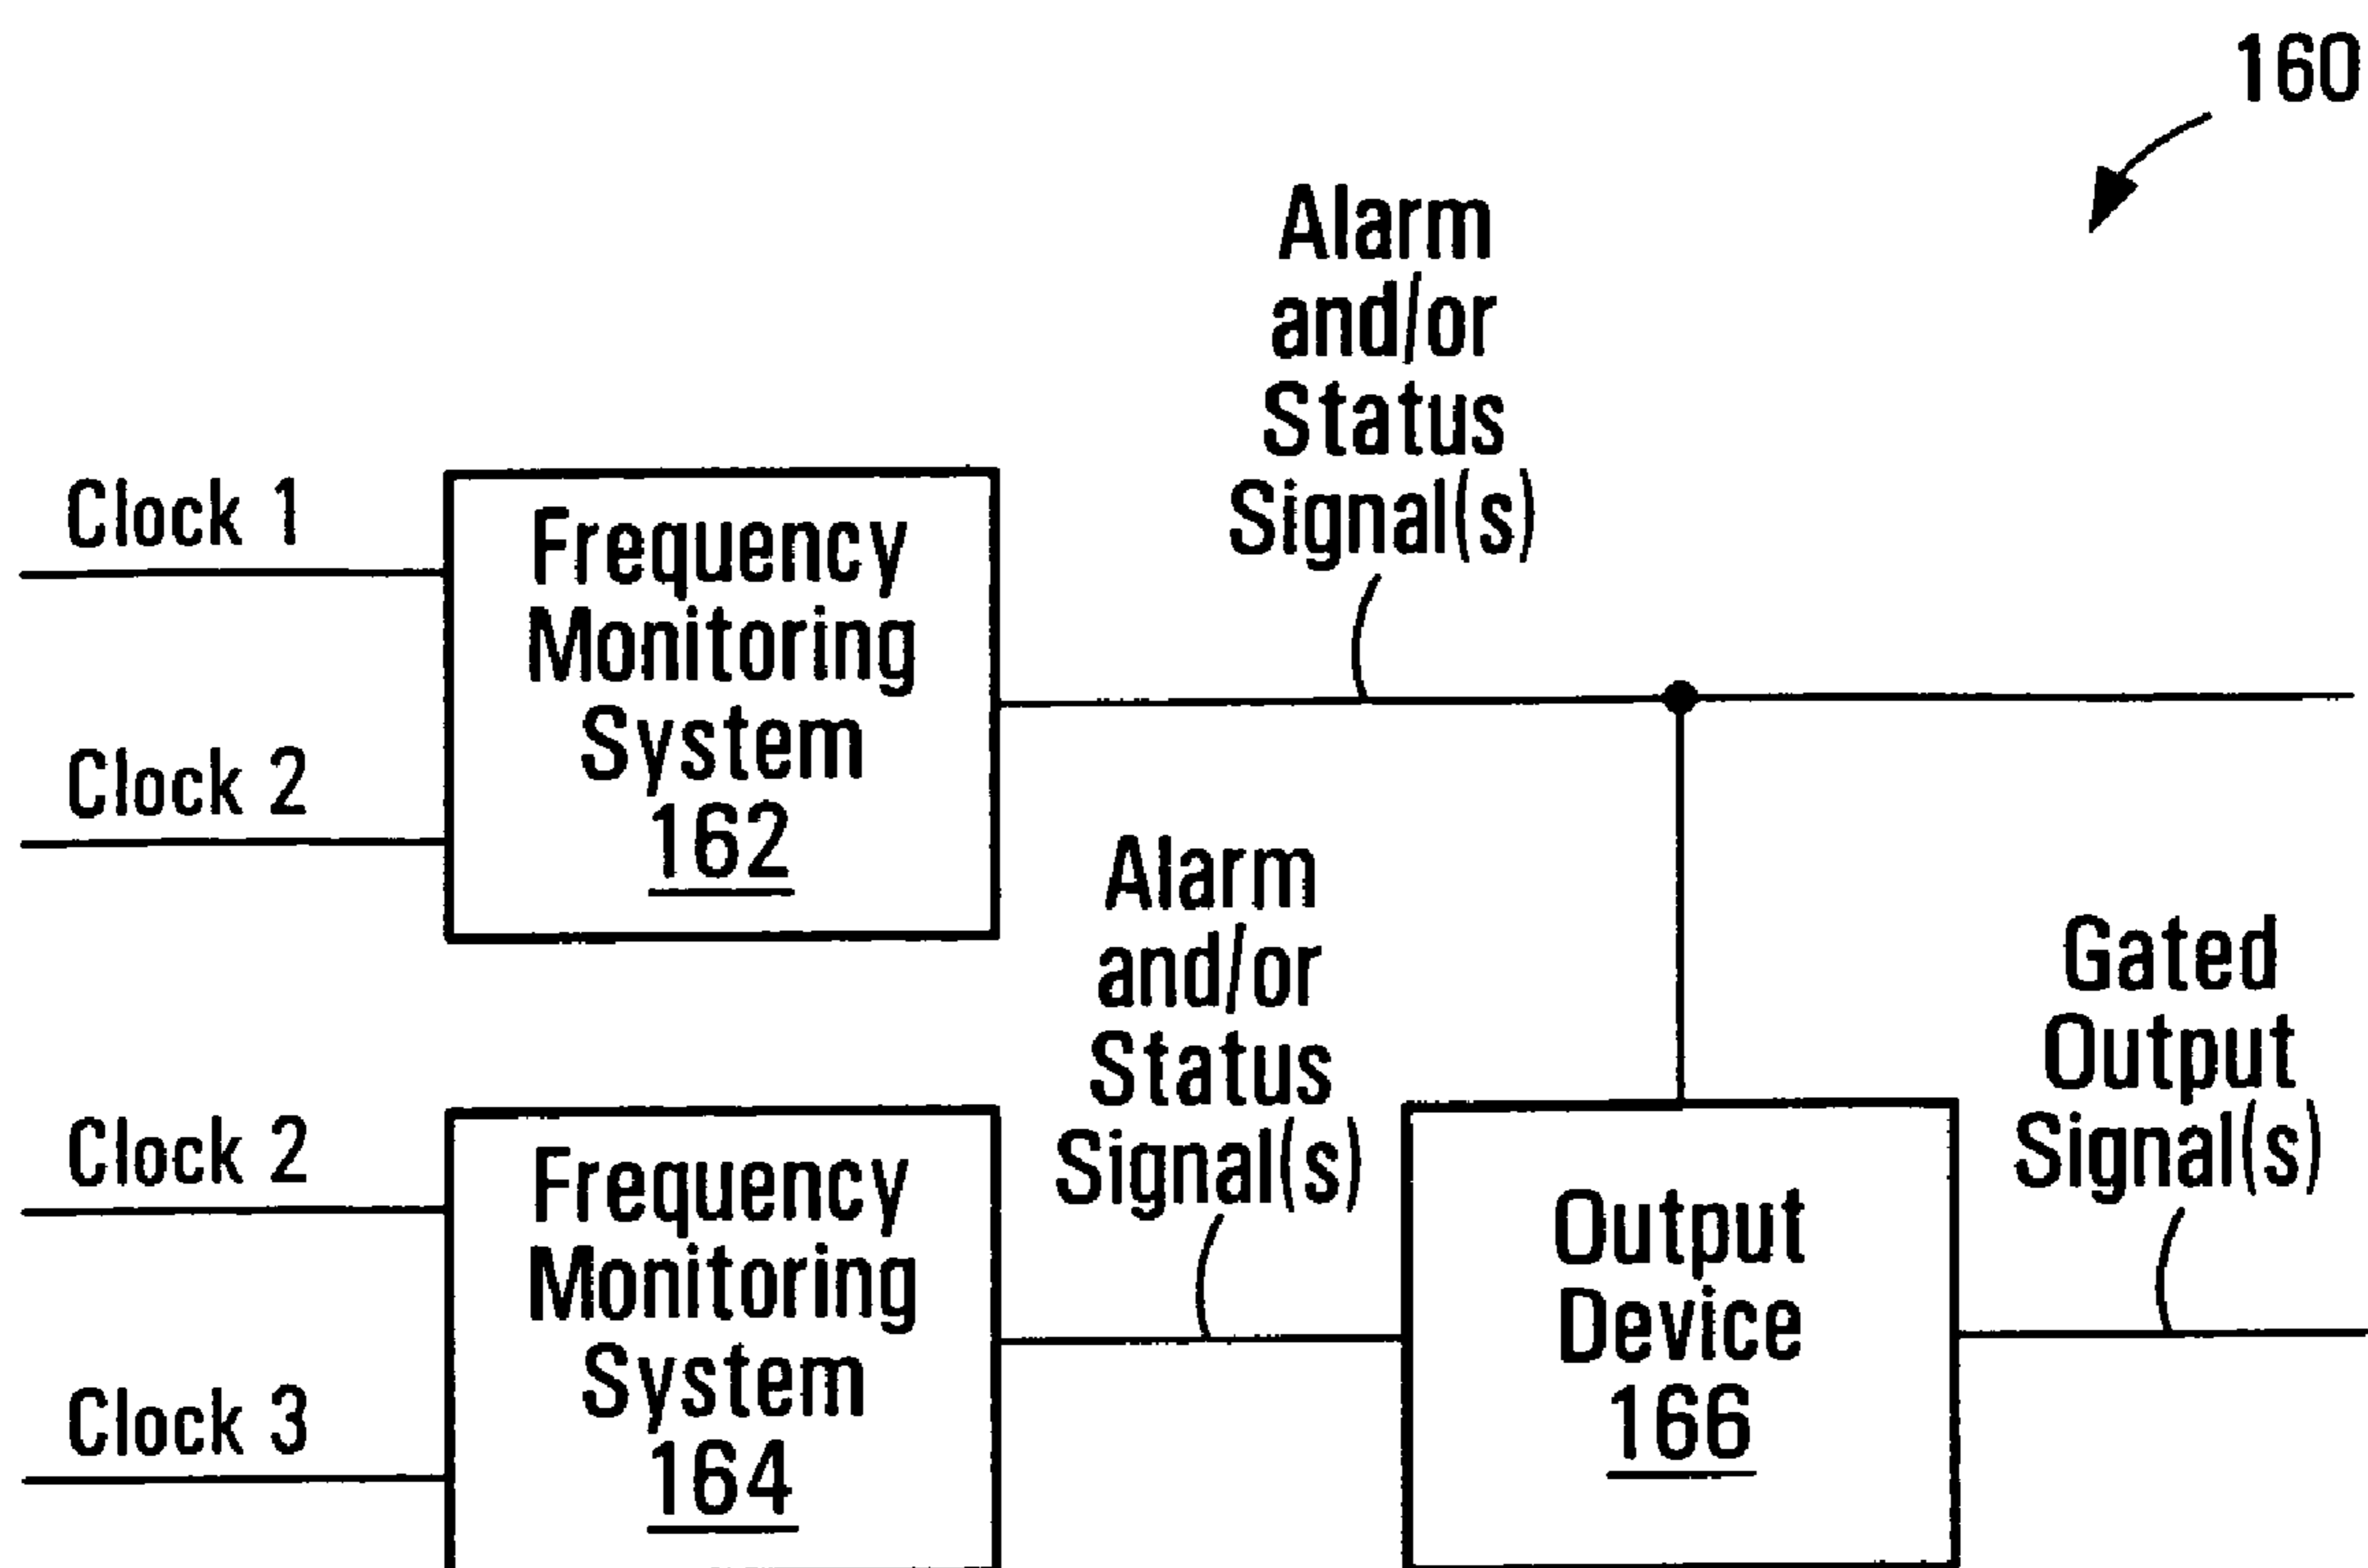 160
Alarm
and/or
Status
Signal(s)
Clock 1
Frequency
Monitoring
System
162
Clock 2
Alarm
and/or
Status
Signal(s)
Gated
Output
Signal(s)
Clock 2
Frequency
Monitoring
System
164
Clock 3
Output
Device
166